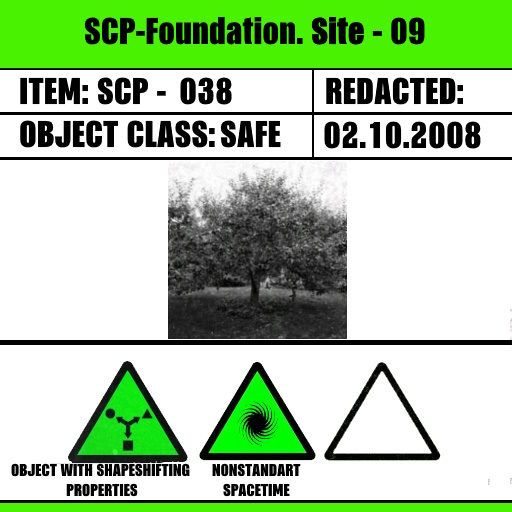 SCP-Foundation. Site - 09
ITEM: SCP - 038
REDACTED:
OBJECT CLASS: SAFE
02.10.2008
OBJECT WITH SHAPESHIFTING
PROPERTIES
NONSTANDART
SPACETIME